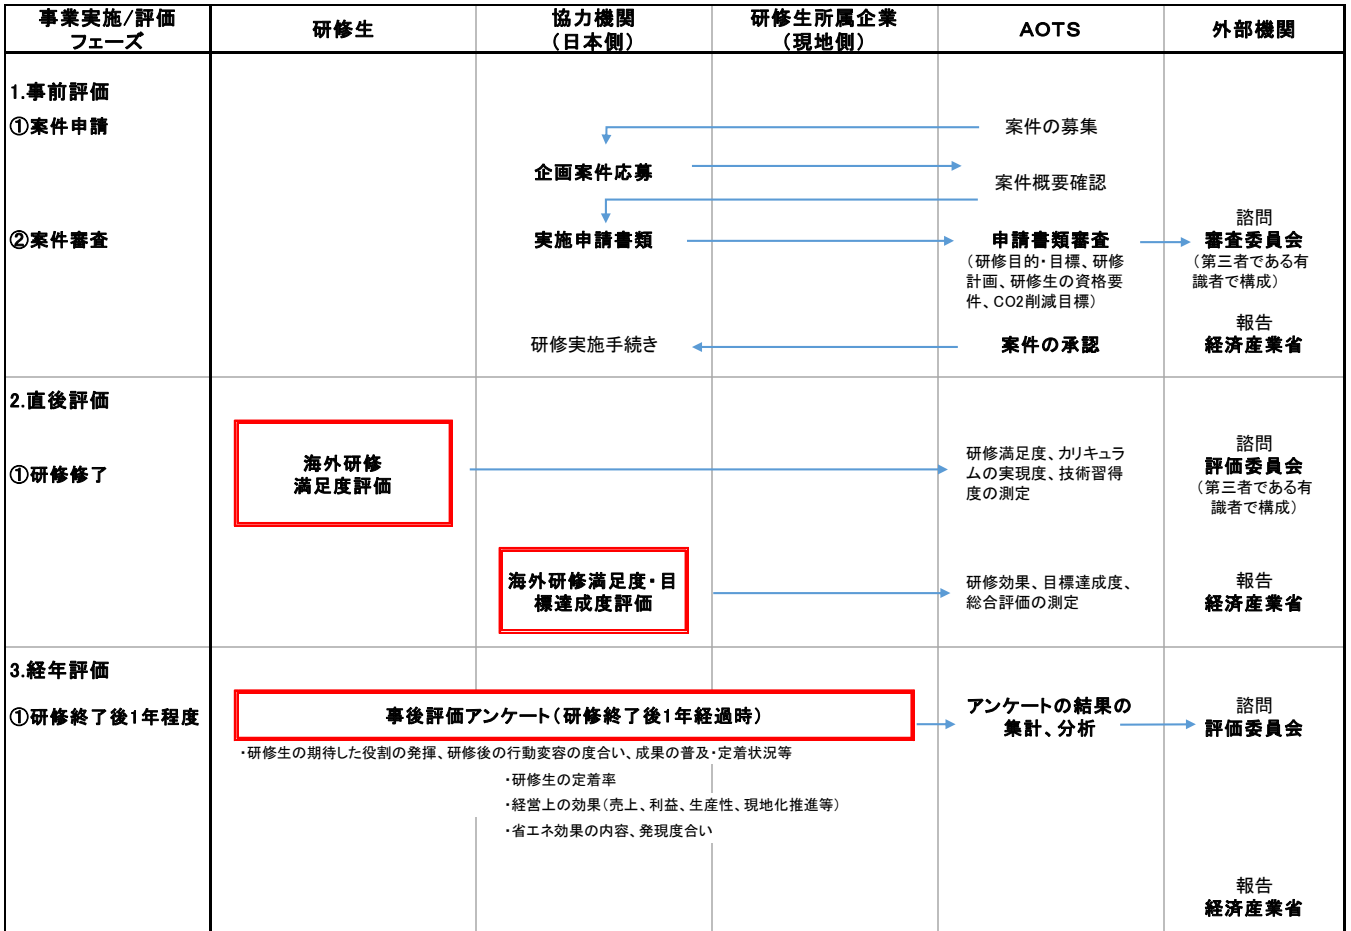 事業実施/評価
フェーズ
研修生
協力機関
(日本側)
研修生所属企業
(現地側)
AOTS
外部機関
1.事前評価
①案件申請
案件の募集
企画案件応募
案件概要確認
②案件審査
実施申請書類
申請書類審査
(研修目的・目標、研修
計画、研修生の資格要
件、CO2削減目標)
諮問
審査委員会
(第三者である有
識者で構成)
研修実施手続き
案件の承認
報告
経済産業省
2.直後評価
①研修修了
海外研修
満足度評価
研修満足度、カリキュラ
ムの実現度、技術習得
度の測定
諮問
評価委員会
(第三者である有
識者で構成)
海外研修満足度・目
標達成度評価
研修効果、目標達成度、
総合評価の測定
報告
経済産業省
3.経年評価
①研修終了後1年程度
事後評価アンケート(研修終了後1年経過時)
アンケートの結果の
集計、分析
諮問
評価委員会
・研修生の期待した役割の発揮、研修後の行動変容の度合い、成果の普及・定着状況等
・研修生の定着率
・経営上の効果(売上、利益、生産性、現地化推進等)
・省エネ効果の内容、発現度合い
報告
経済産業省